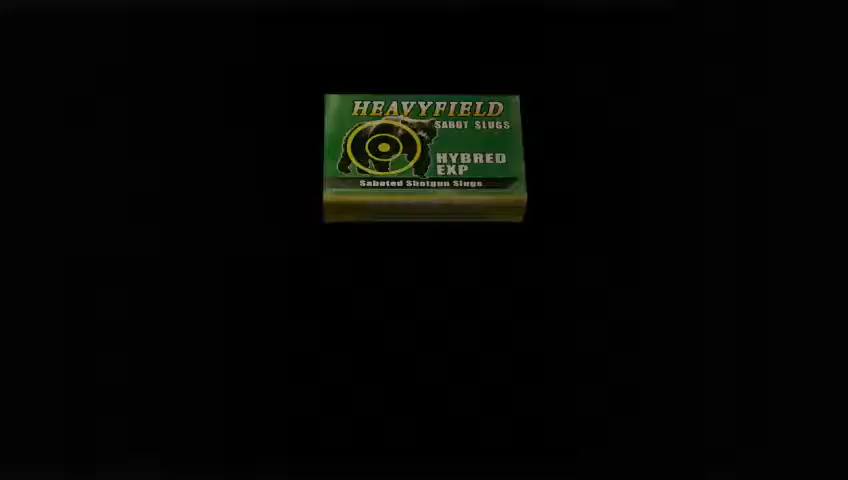 HEAVYFIELD
SABOT SLUGS
HYBRED
EXP
Saboted Shotgun Slugs